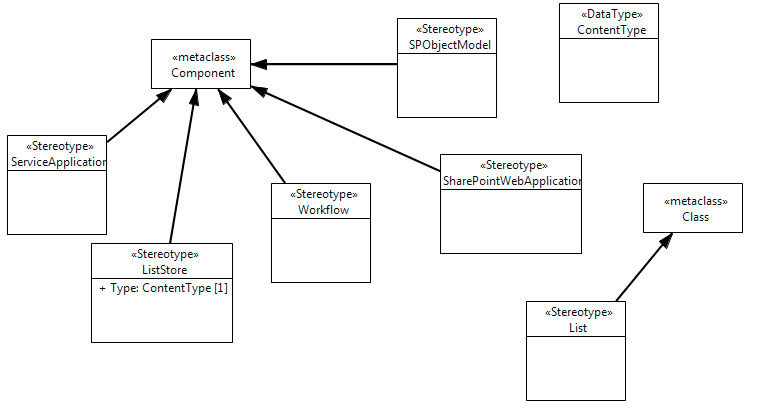 «Stereotype»
SPObjectModel
«DataType»
ContentType
«metaclass»
Component
«Stereotype»
ServiceApplication
«Stereotype»
SharePointWebApplication
«Stereotype»
Workflow
«metaclass»
Class
«Stereotype»
ListStore
+ Type: ContentType [1]
«Stereotype»
List